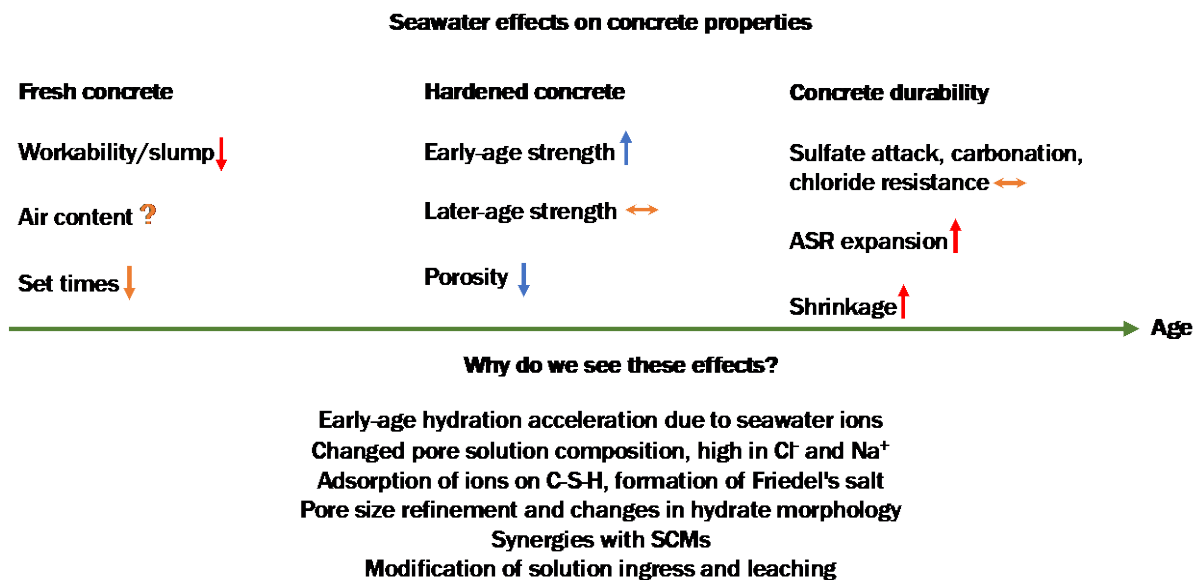 Seawater effects on concrete properties
Fresh concrete
Workability/slump
Air content ?
Set times
Hardened concrete
Early-age strength
Later-age strength
Porosity
Concrete durability
Sulfate attack, carbonation,
chloride resistance
ASR expansion
Shrinkage
Age
Why do we see these effects?
Early-age hydration acceleration due to seawater ions
Changed pore solution composition, high in Cl⁻ and Na⁺
Adsorption of ions on C-S-H, formation of Friedel's salt
Pore size refinement and changes in hydrate morphology
Synergies with SCMs
Modification of solution ingress and leaching